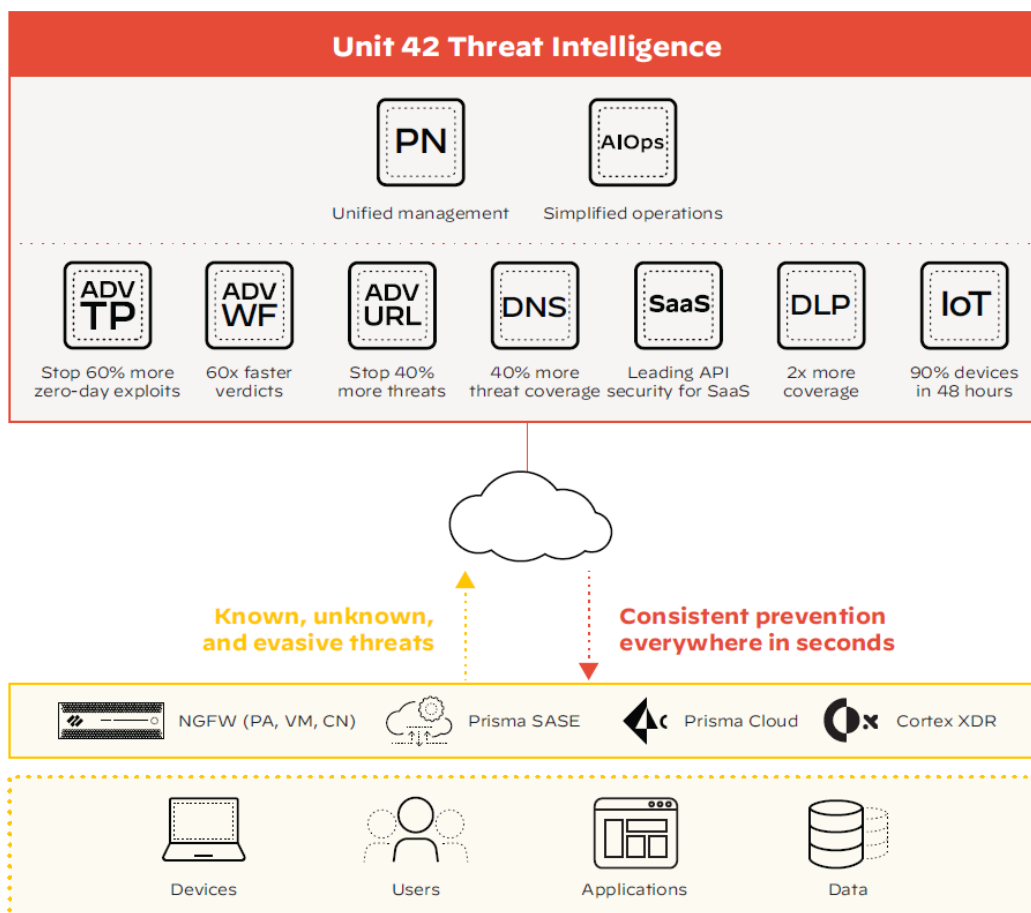 Unit 42 Threat Intelligence
PN
AIOps
Unified management
Simplified operations
ADV
TP
ADV
WF
ADV
URL
DNS
SaaS
DLP
IoT
Stop 60% more
zero-day exploits
60x faster
verdicts
Stop 40%
more threats
40% more
threat coverage
Leading API
security for SaaS
2x more
coverage
90% devices
in 48 hours
Known, unknown,
and evasive threats
Consistent prevention
everywhere in seconds
NGFW (PA, VM, CN)
Prisma SASE
Prisma Cloud
Cortex XDR
Devices
Users
Applications
Data